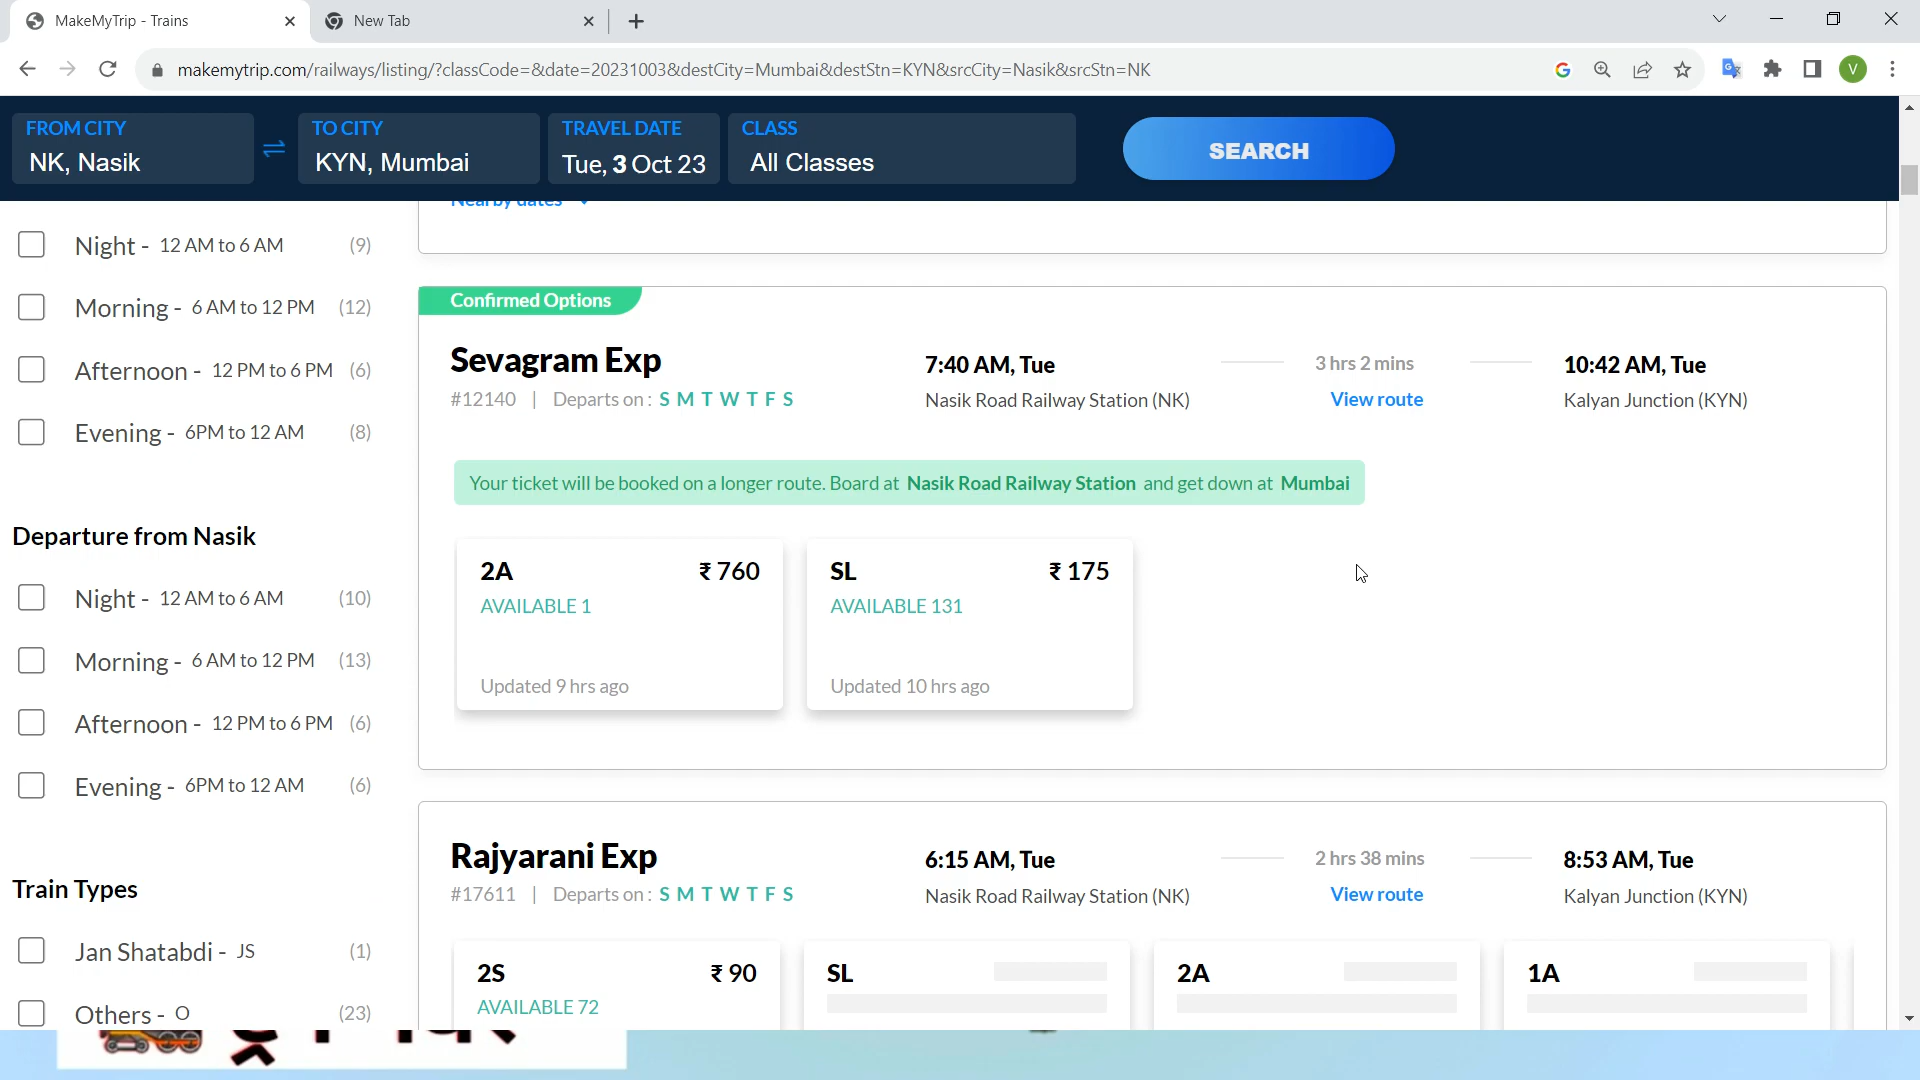 MakeMyTrip - Trains
New Tab
makemytrip.com/railways/listing/?classCode=&date=20231003&destCity=Mumbai&destStn=KYN&srcCity=Nasik&srcStn=NK
V
FROM CITY
NK, Nasik
TO CITY
KYN, Mumbai
TRAVEL DATE
Tue, 3 Oct 23
CLASS
All Classes
SEARCH
Nearby dates
Night - 12 AM to 6 AM (9)
Morning - 6 AM to 12 PM (12)
Afternoon - 12 PM to 6 PM (6)
Evening - 6PM to 12 AM (8)
Departure from Nasik
Night - 12 AM to 6 AM (10)
Morning - 6 AM to 12 PM (13)
Afternoon - 12 PM to 6 PM (6)
Evening - 6PM to 12 AM (6)
Train Types
Jan Shatabdi - JS (1)
Others - O (23)
Confirmed Options
Sevagram Exp
#12140 | Departs on : S M T W T F S
7:40 AM, Tue
Nasik Road Railway Station (NK)
3 hrs 2 mins
View route
10:42 AM, Tue
Kalyan Junction (KYN)
Your ticket will be booked on a longer route. Board at Nasik Road Railway Station and get down at Mumbai
2A ₹ 760
AVAILABLE 1
Updated 9 hrs ago
SL ₹ 175
AVAILABLE 131
Updated 10 hrs ago
Rajyarani Exp
#17611 | Departs on : S M T W T F S
6:15 AM, Tue
Nasik Road Railway Station (NK)
2 hrs 38 mins
View route
8:53 AM, Tue
Kalyan Junction (KYN)
2S ₹ 90
AVAILABLE 72
SL
2A
1A